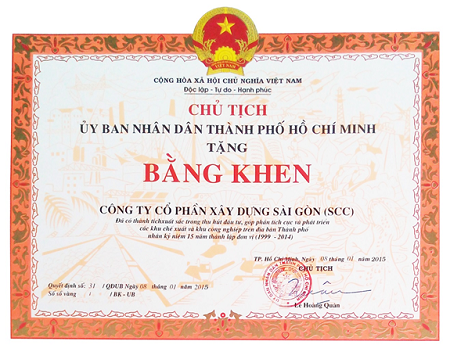 VIỆT NAM
CỘNG HÒA XÃ HỘI CHỦ NGHĨA VIỆT NAM
Độc lập - Tự do - Hạnh phúc
CHỦ TỊCH
ỦY BAN NHÂN DÂN THÀNH PHỐ HỒ CHÍ MINH
TẶNG
BẰNG KHEN
CÔNG TY CỔ PHẦN XÂY DỰNG SÀI GÒN (SCC)
Đã có thành tích xuất sắc trong thu hút đầu tư, góp phần tích cực và phát triển
các khu chế xuất và khu công nghiệp trên địa bàn Thành phố
nhân kỷ niệm 15 năm thành lập đơn vị (1999 - 2014)
TP. Hồ Chí Minh, Ngày 08 tháng 01 năm 2015
CHỦ TỊCH
Quyết định số: 31 / QĐUB Ngày 08 tháng 01 năm 2015
Số sổ vàng: / BK - UB
Lê Hoàng Quân